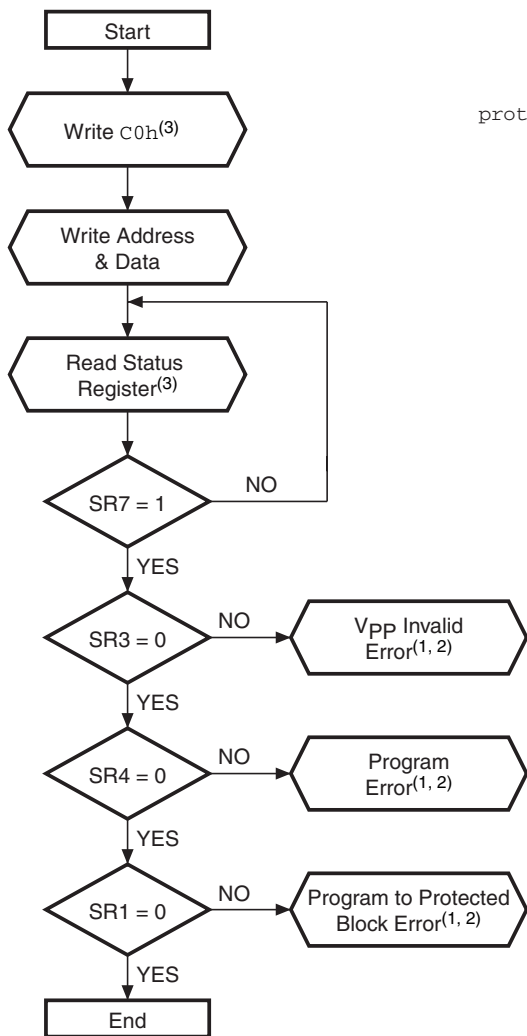 Start
Write C0h(3)
prot
Write Address
& Data
Read Status
Register(3)
SR7 = 1
NO
YES
SR3 = 0
NO
VPP Invalid
Error(1, 2)
YES
SR4 = 0
NO
Program
Error(1, 2)
YES
SR1 = 0
NO
Program to Protected
Block Error(1, 2)
YES
End